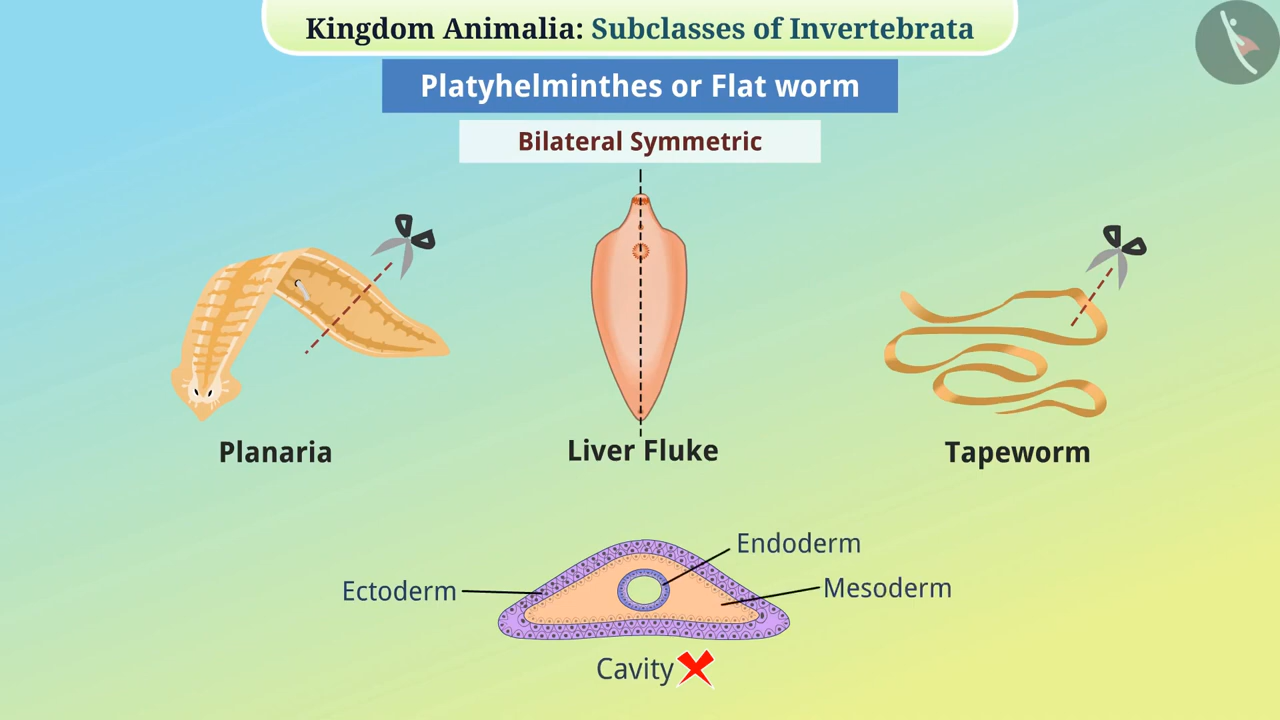 Kingdom Animalia: Subclasses of Invertebrata
Platyhelminthes or Flat worm
Bilateral Symmetric
Planaria
Liver Fluke
Tapeworm
Endoderm
Ectoderm
Mesoderm
Cavity